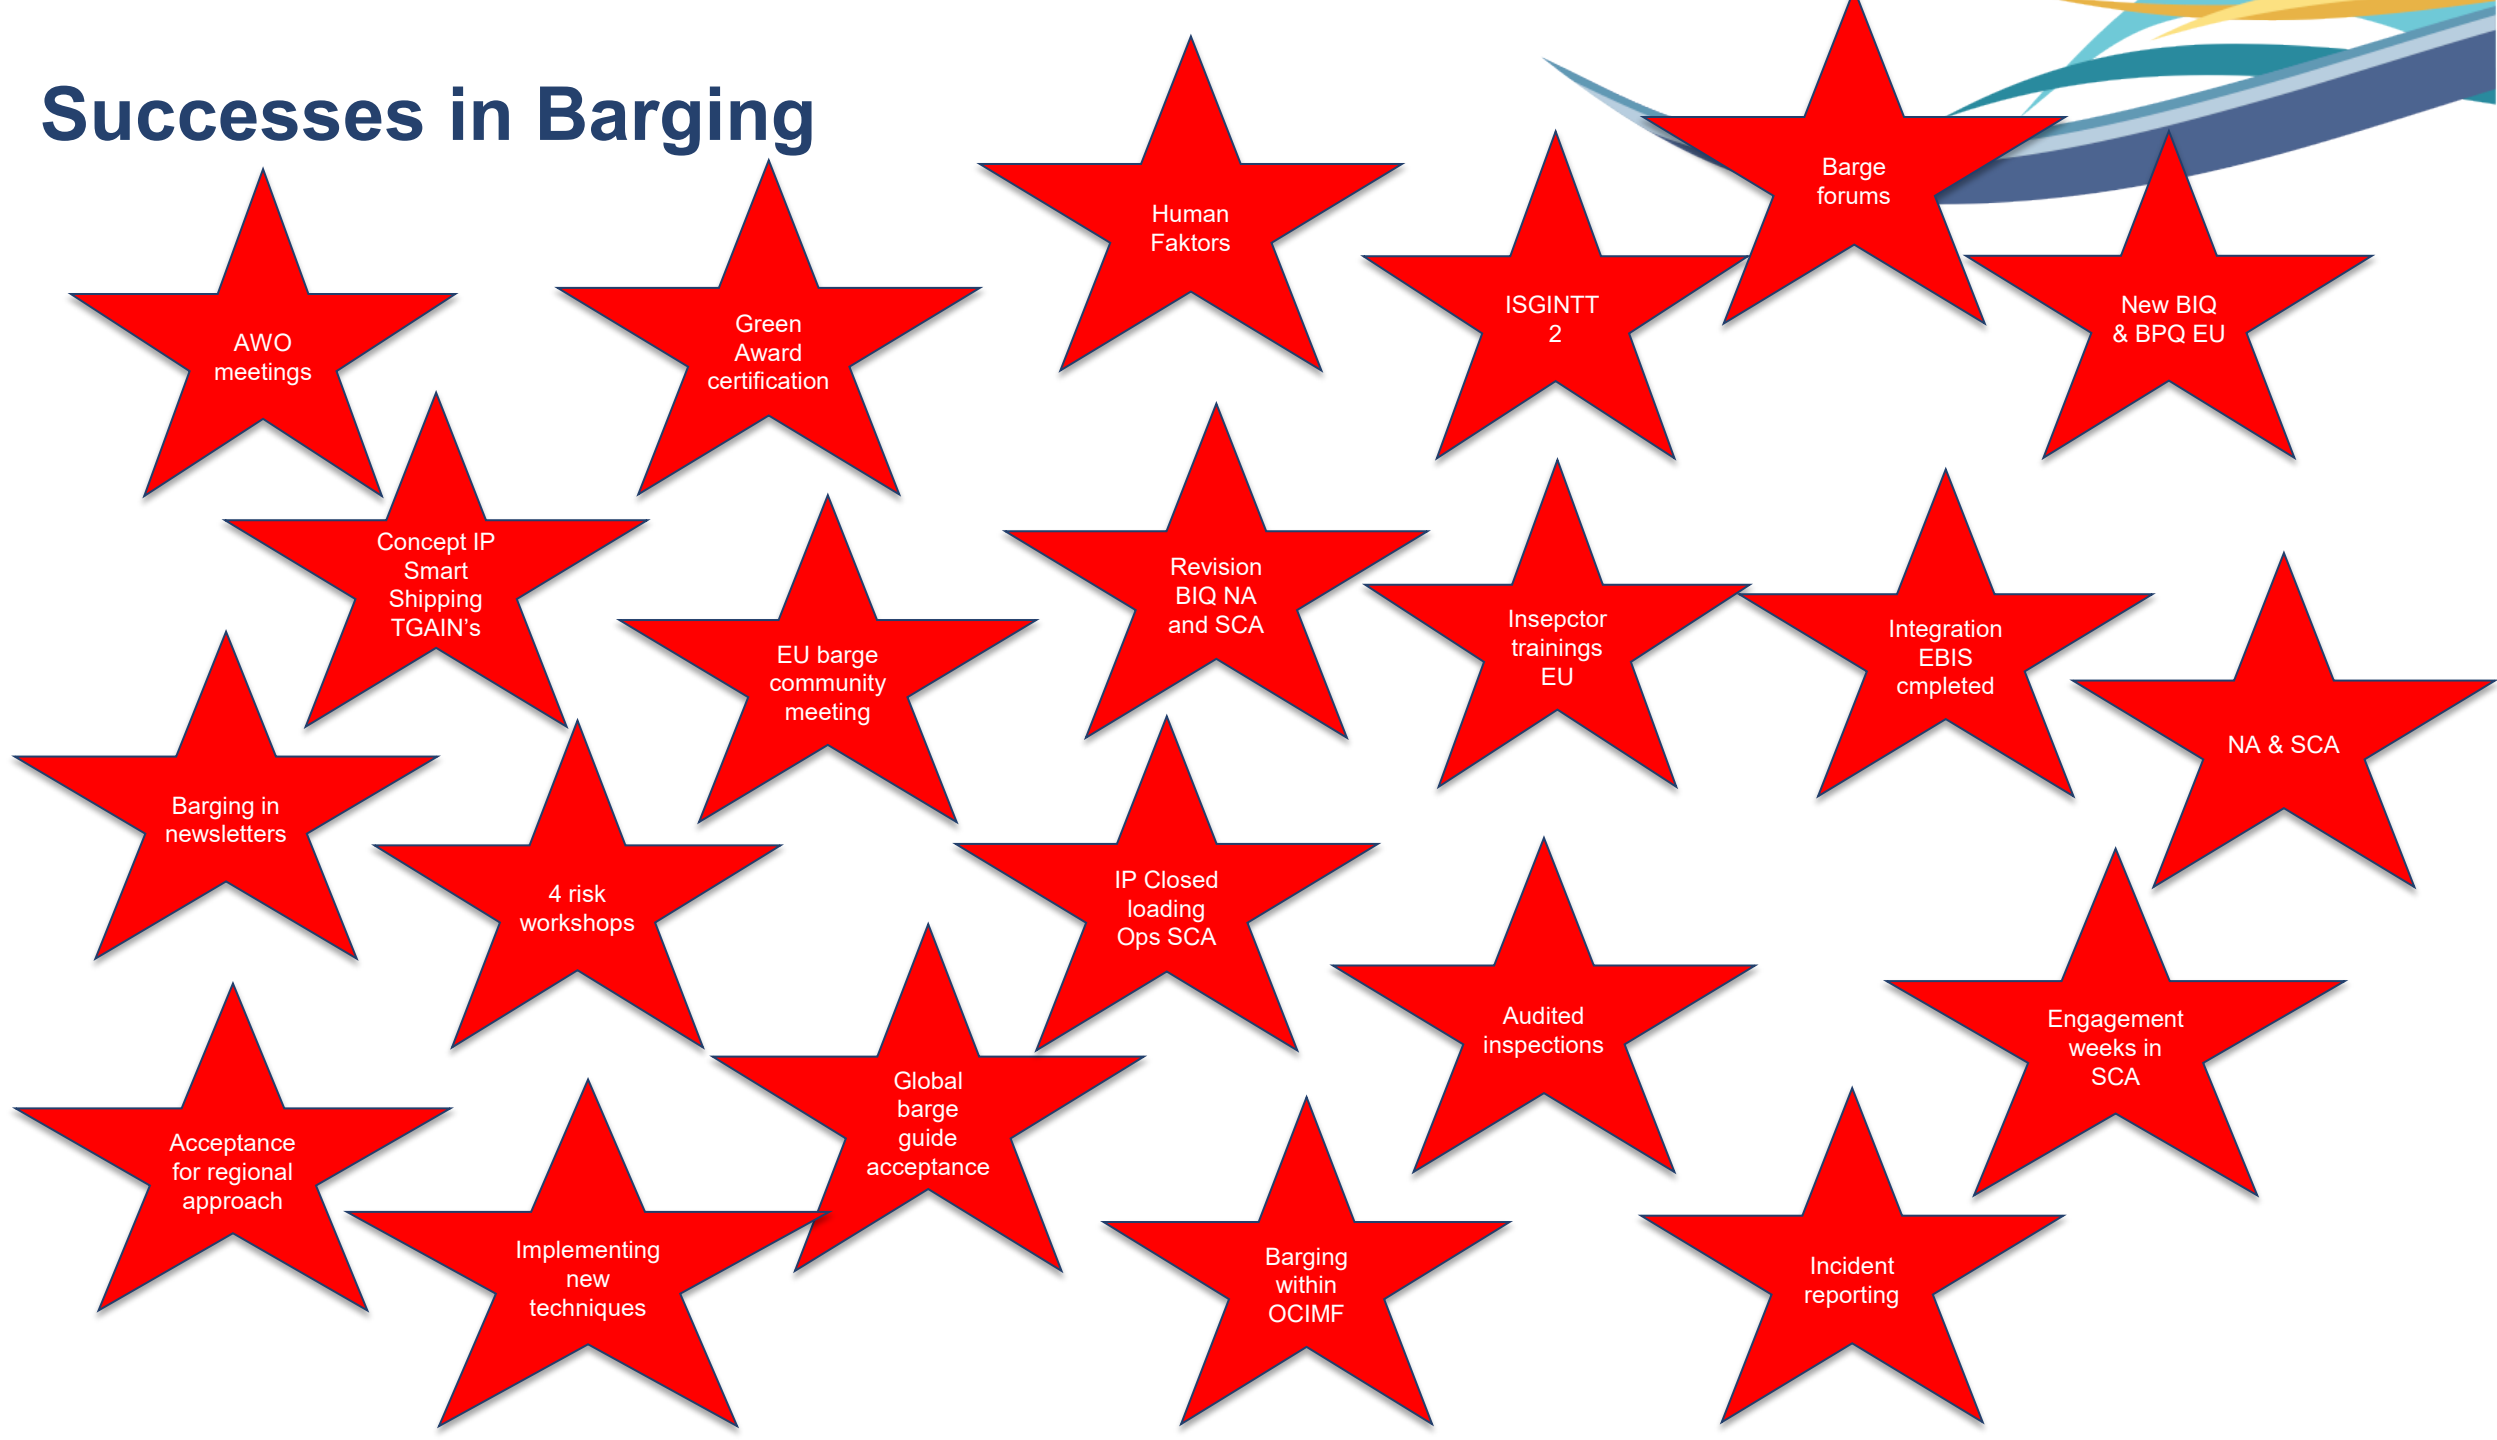 Successes in Barging
Barge
forums
Human
Faktors
ISGINTT
2
New BIQ
& BPQ EU
AWO
meetings
Green
Award
certification
Concept IP
Smart
Shipping
TGAIN’s
Revision
BIQ NA
and SCA
Insepctor
trainings
EU
Integration
EBIS
cmpleted
EU barge
community
meeting
NA & SCA
Barging in
newsletters
4 risk
workshops
IP Closed
loading
Ops SCA
Audited
inspections
Engagement
weeks in
SCA
Global
barge
guide
acceptance
Acceptance
for regional
approach
Implementing
new
techniques
Barging
within
OCIMF
Incident
reporting